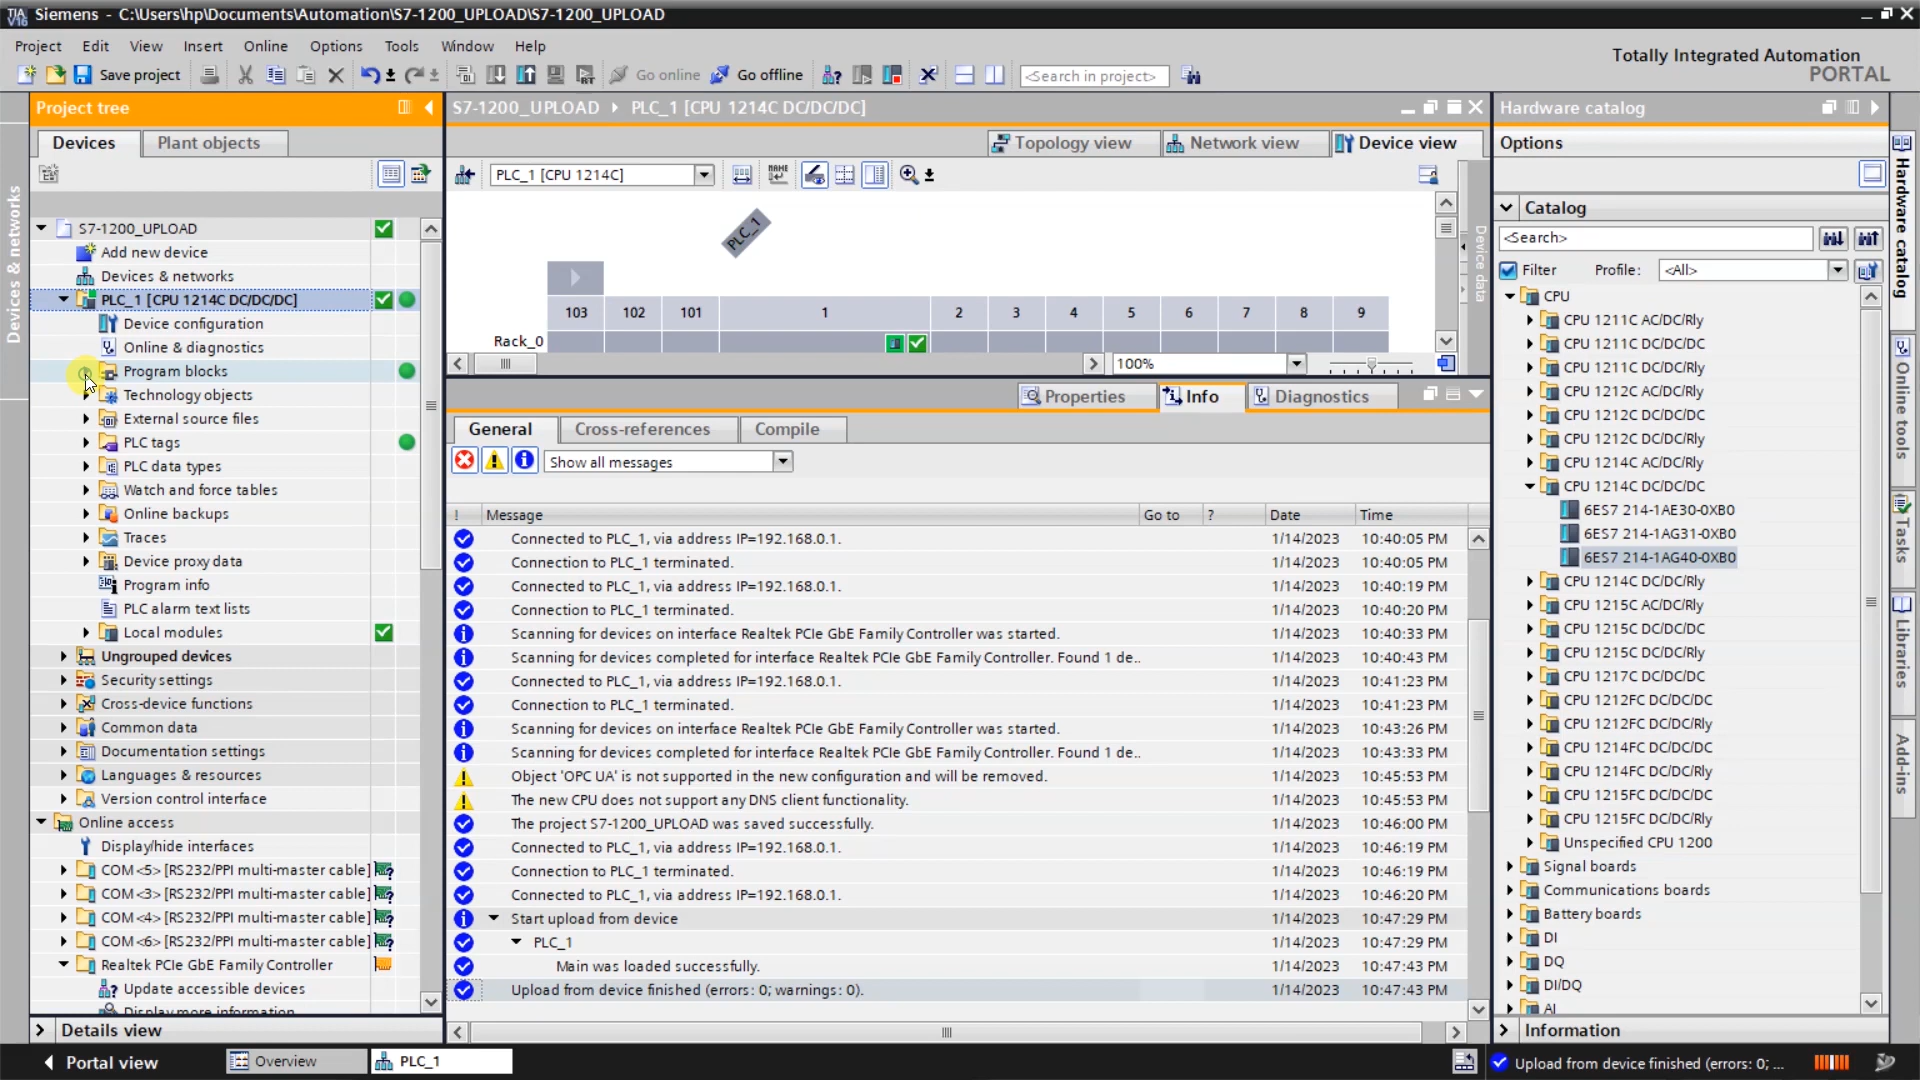 Siemens - C:\Users\hp\Documents\Automation\S7-1200_UPLOAD\S7-1200_UPLOAD
Project Edit View Insert Online Options Tools Window Help
Totally Integrated Automation
PORTAL
Save project
Go online
Go offline
<Search in project>
Project tree
S7-1200_UPLOAD
PLC_1 [CPU 1214C DC/DC/DC]
Hardware catalog
Devices
Plant objects
Topology view
Network view
Device view
Options
PLC_1 [CPU 1214C]
Devices & networks
S7-1200_UPLOAD
Add new device
Devices & networks
PLC_1 [CPU 1214C DC/DC/DC]
Device configuration
Online & diagnostics
Program blocks
Technology objects
External source files
PLC tags
PLC data types
Watch and force tables
Online backups
Traces
Device proxy data
Program info
PLC alarm text lists
Local modules
Ungrouped devices
Security settings
Cross-device functions
Common data
Documentation settings
Languages & resources
Version control interface
Online access
Display/hide interfaces
COM <5> [RS232/PPI multi-master cable]
COM <3> [RS232/PPI multi-master cable]
COM <4> [RS232/PPI multi-master cable]
COM <6> [RS232/PPI multi-master cable]
Realtek PCIe GbE Family Controller
Update accessible devices
Display more information
Details view
PLC_1
103 102 101 1 2 3 4 5 6 7 8 9
Rack_0
100%
Device data
Properties
Info
Diagnostics
General
Cross-references
Compile
Show all messages
! Message Go to ? Date Time
Connected to PLC_1, via address IP=192.168.0.1. 1/14/2023 10:40:05 PM
Connection to PLC_1 terminated. 1/14/2023 10:40:05 PM
Connected to PLC_1, via address IP=192.168.0.1. 1/14/2023 10:40:19 PM
Connection to PLC_1 terminated. 1/14/2023 10:40:20 PM
Scanning for devices on interface Realtek PCIe GbE Family Controller was started. 1/14/2023 10:40:33 PM
Scanning for devices completed for interface Realtek PCIe GbE Family Controller. Found 1 de.. 1/14/2023 10:40:43 PM
Connected to PLC_1, via address IP=192.168.0.1. 1/14/2023 10:41:23 PM
Connection to PLC_1 terminated. 1/14/2023 10:41:23 PM
Scanning for devices on interface Realtek PCIe GbE Family Controller was started. 1/14/2023 10:43:26 PM
Scanning for devices completed for interface Realtek PCIe GbE Family Controller. Found 1 de.. 1/14/2023 10:43:33 PM
Object 'OPC UA' is not supported in the new configuration and will be removed. 1/14/2023 10:45:53 PM
The new CPU does not support any DNS client functionality. 1/14/2023 10:45:53 PM
The project S7-1200_UPLOAD was saved successfully. 1/14/2023 10:46:00 PM
Connected to PLC_1, via address IP=192.168.0.1. 1/14/2023 10:46:19 PM
Connection to PLC_1 terminated. 1/14/2023 10:46:19 PM
Connected to PLC_1, via address IP=192.168.0.1. 1/14/2023 10:46:20 PM
Start upload from device 1/14/2023 10:47:29 PM
PLC_1 1/14/2023 10:47:29 PM
Main was loaded successfully. 1/14/2023 10:47:43 PM
Upload from device finished (errors: 0; warnings: 0). 1/14/2023 10:47:43 PM
Catalog
<Search>
Filter
Profile:
<All>
CPU
CPU 1211C AC/DC/Rly
CPU 1211C DC/DC/DC
CPU 1211C DC/DC/Rly
CPU 1212C AC/DC/Rly
CPU 1212C DC/DC/DC
CPU 1212C DC/DC/Rly
CPU 1214C AC/DC/Rly
CPU 1214C DC/DC/DC
6ES7 214-1AE30-0XB0
6ES7 214-1AG31-0XB0
6ES7 214-1AG40-0XB0
CPU 1214C DC/DC/Rly
CPU 1215C AC/DC/Rly
CPU 1215C DC/DC/DC
CPU 1215C DC/DC/Rly
CPU 1217C DC/DC/DC
CPU 1212FC DC/DC/DC
CPU 1212FC DC/DC/Rly
CPU 1214FC DC/DC/DC
CPU 1214FC DC/DC/Rly
CPU 1215FC DC/DC/DC
CPU 1215FC DC/DC/Rly
Unspecified CPU 1200
Signal boards
Communications boards
Battery boards
DI
DQ
DI/DQ
AI
Information
Hardware catalog
Online tools
Tasks
Libraries
Add-ins
Portal view
Overview
PLC_1
Upload from device finished (errors: 0; ...